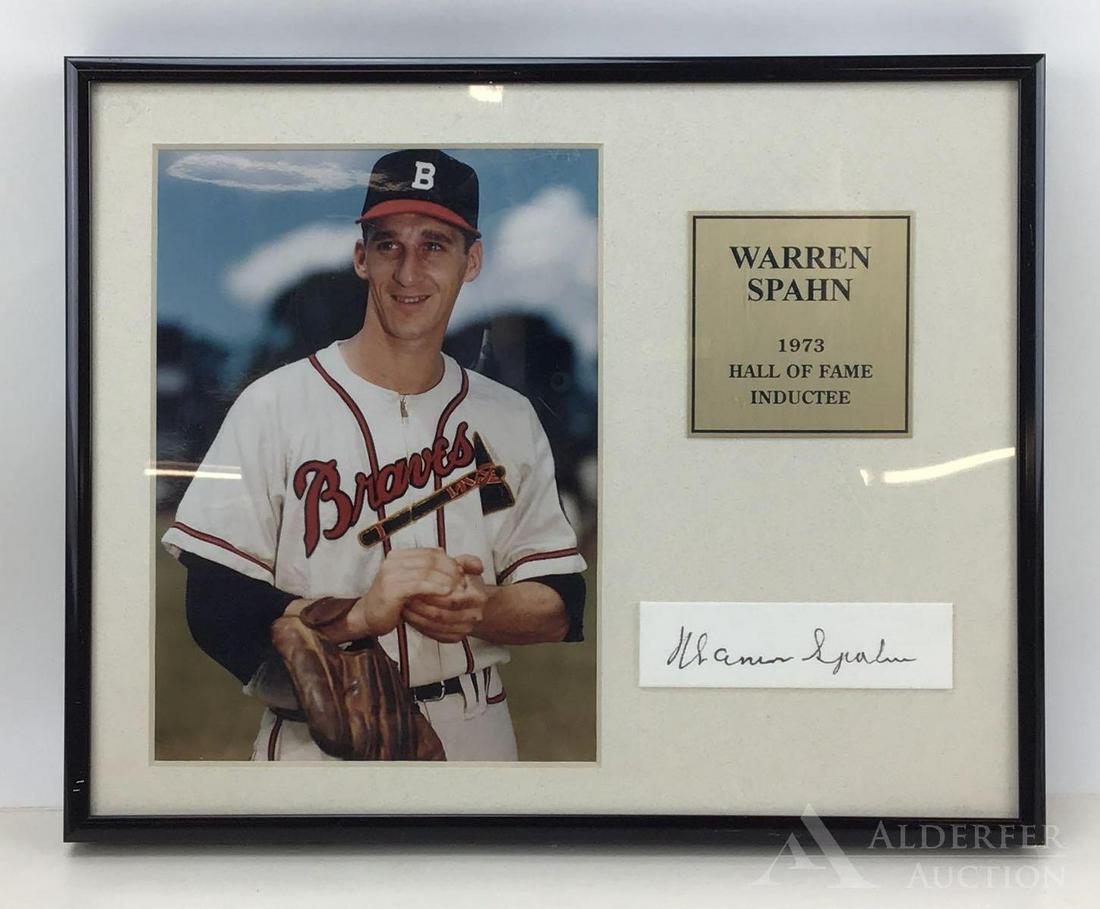 B
Braves
WARREN
SPAHN
1973
HALL OF FAME
INDUCTEE
Warren Spahn
ALDERFER
AUCTION